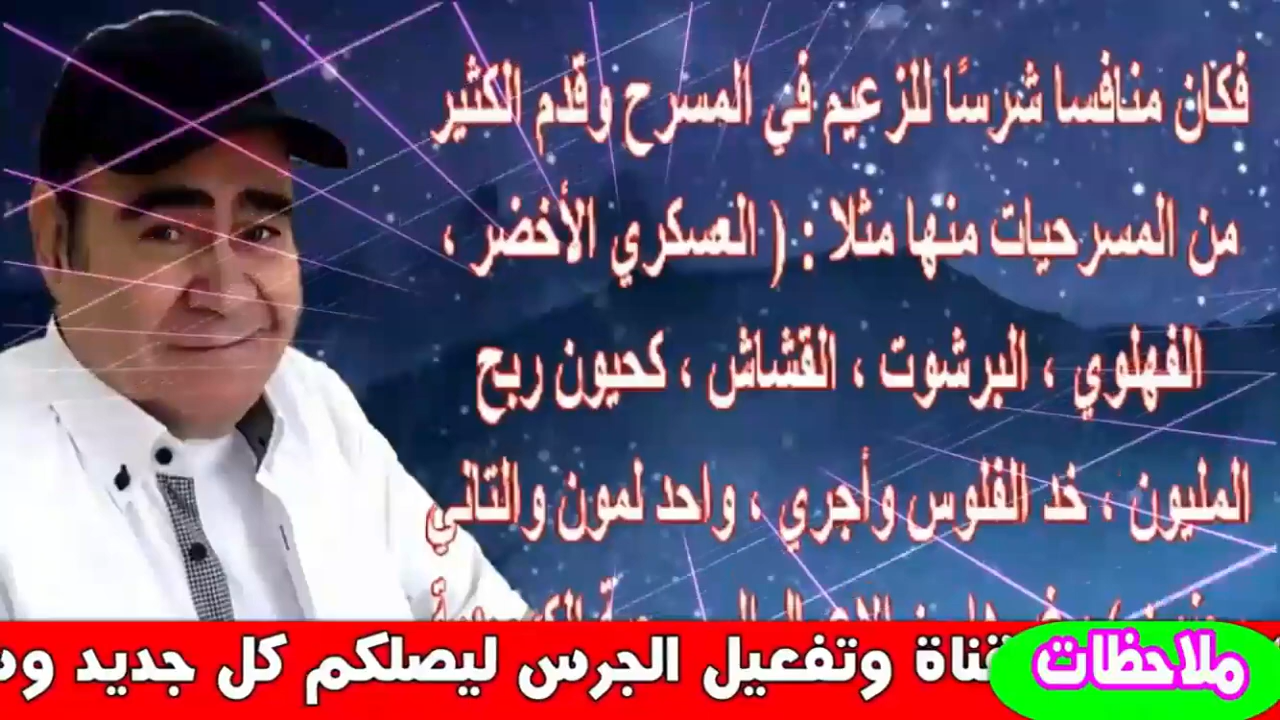 فكان منافسا شرسًا للزعيم في المسرح وقدم الكثير
من المسرحيات منها مثلا : ( العسكري الأخضر ،
الفهلوي ، البرشوت ، القشاش ، كحيون ربح
المليون ، خد الفلوس وأجري ، واحد لمون والتاني
قناة وتفعيل الجرس ليصلكم كل جديد
ملاحظات